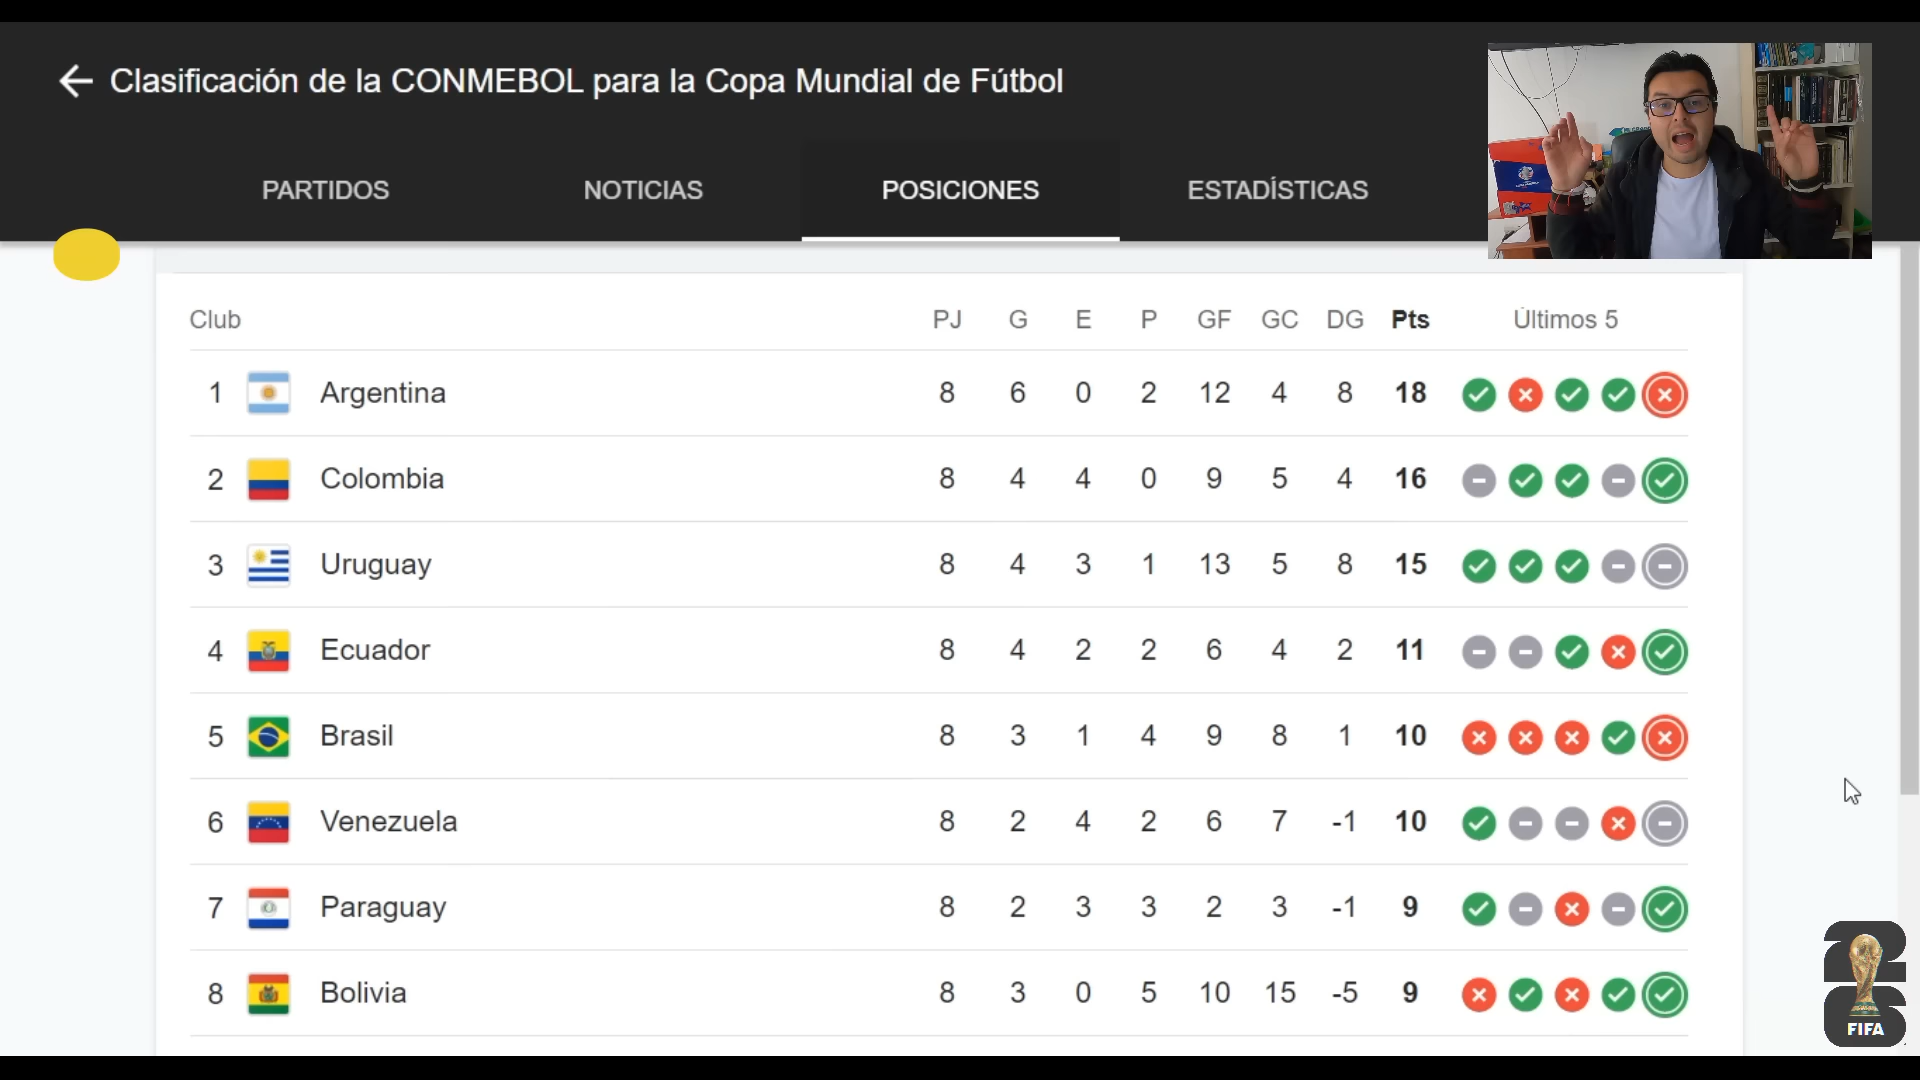 Clasificación de la CONMEBOL para la Copa Mundial de Fútbol
PARTIDOS NOTICIAS POSICIONES ESTADÍSTICAS
Club PJ G E P GF GC DG Pts Últimos 5
1 Argentina 8 6 0 2 12 4 8 18
2 Colombia 8 4 4 0 9 5 4 16
3 Uruguay 8 4 3 1 13 5 8 15
4 Ecuador 8 4 2 2 6 4 2 11
5 Brasil 8 3 1 4 9 8 1 10
6 Venezuela 8 2 4 2 6 7 -1 10
7 Paraguay 8 2 3 3 2 3 -1 9
8 Bolivia 8 3 0 5 10 15 -5 9
26
FIFA